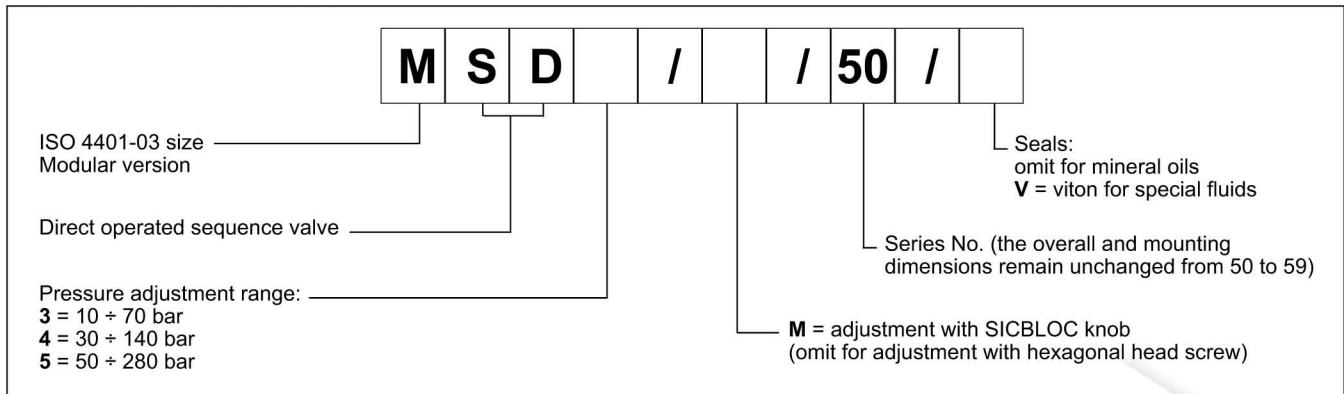 M S D / / 50 /
ISO 4401-03 size
Modular version
Direct operated sequence valve
Pressure adjustment range:
3 = 10 ÷ 70 bar
4 = 30 ÷ 140 bar
5 = 50 ÷ 280 bar
Seals:
omit for mineral oils
V = viton for special fluids
Series No. (the overall and mounting
dimensions remain unchanged from 50 to 59)
M = adjustment with SICBLOC knob
(omit for adjustment with hexagonal head screw)